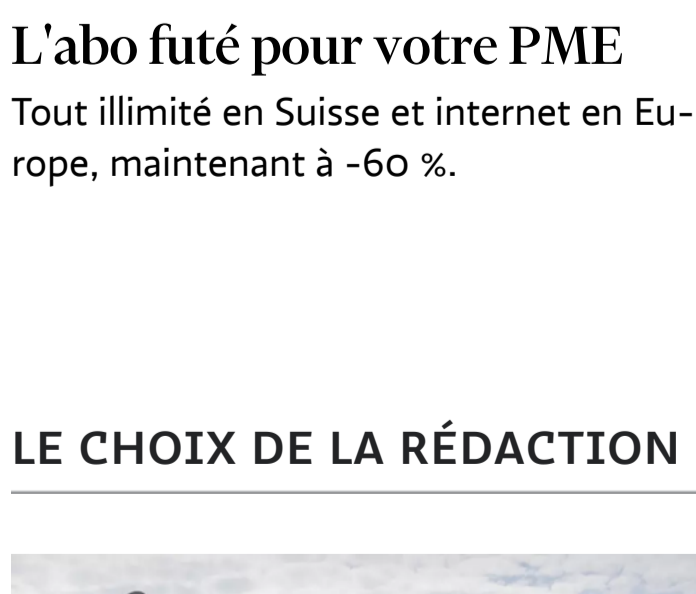 L'abo futé pour votre PME
Tout illimité en Suisse et internet en Eu-
rope, maintenant à -60 %.
LE CHOIX DE LA RÉDACTION